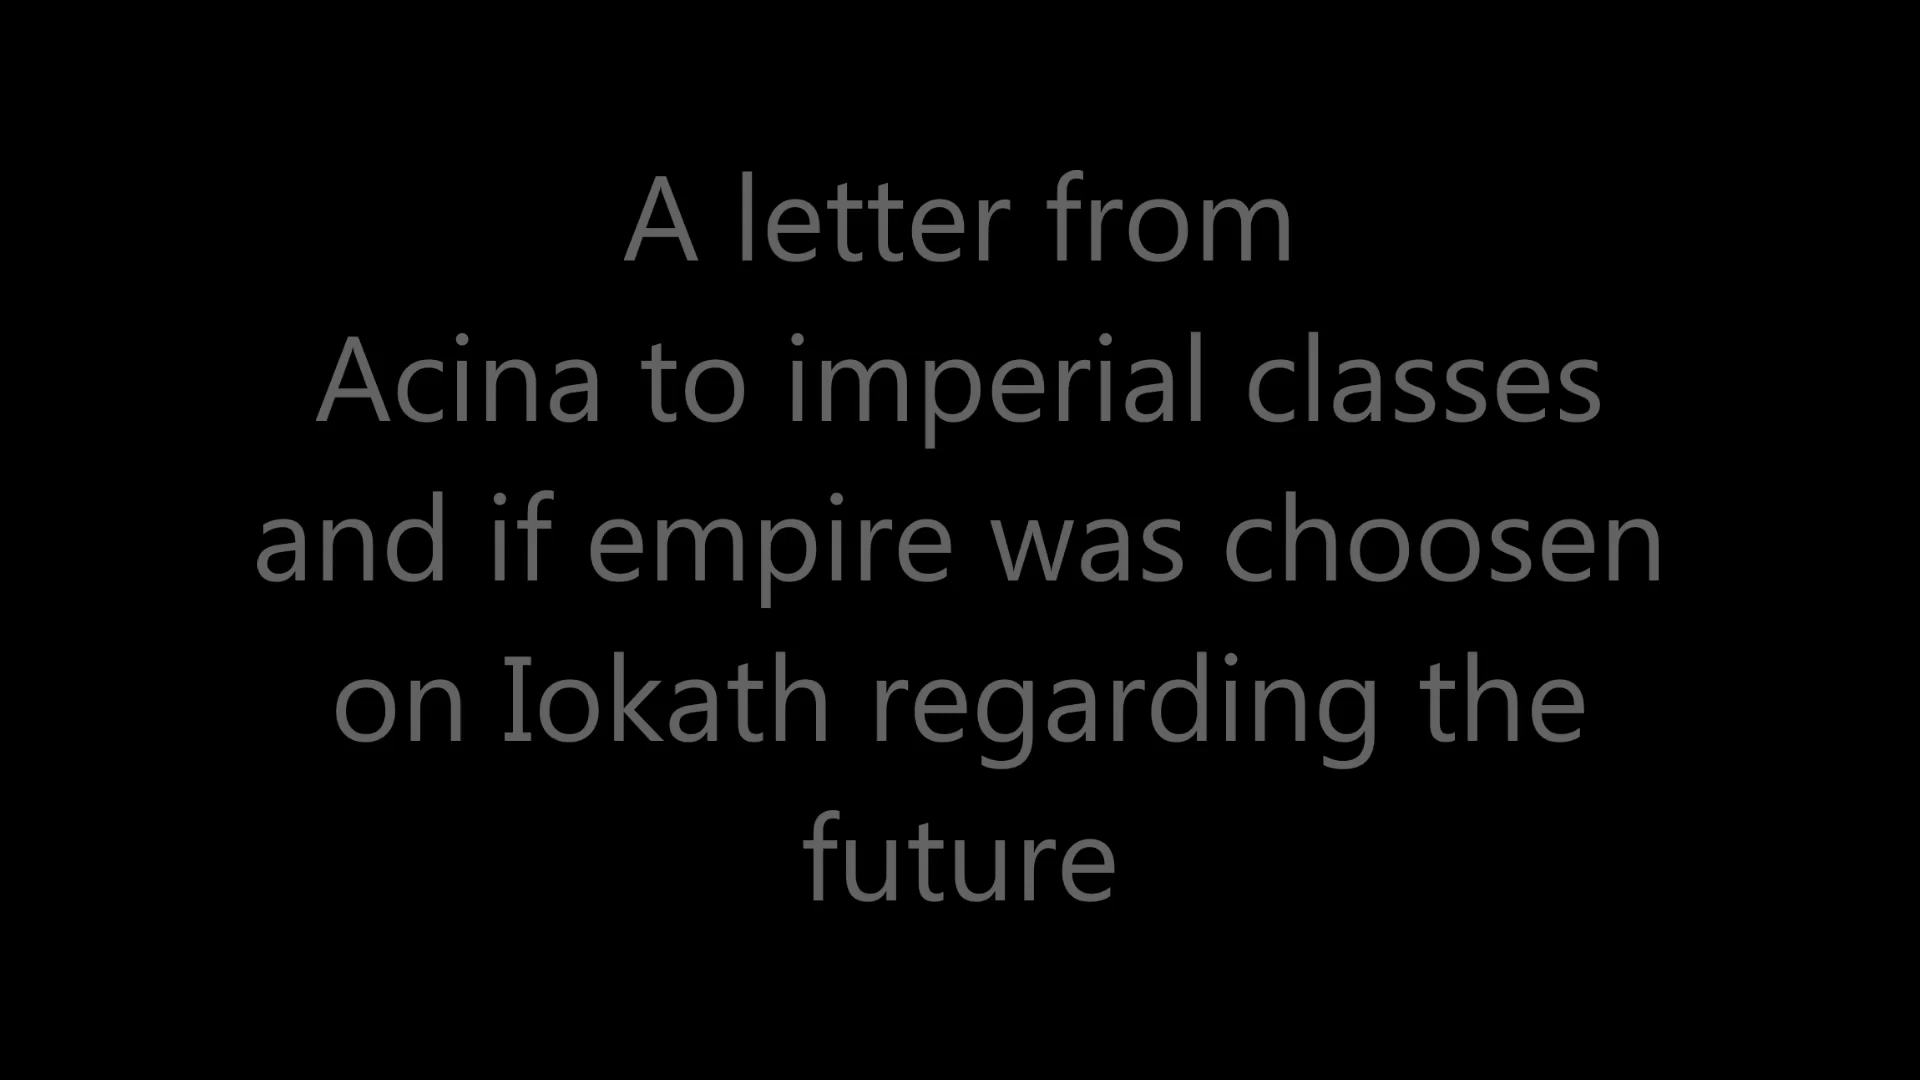 A letter from
Acina to imperial classes
and if empire was choosen
on Iokath regarding the
future